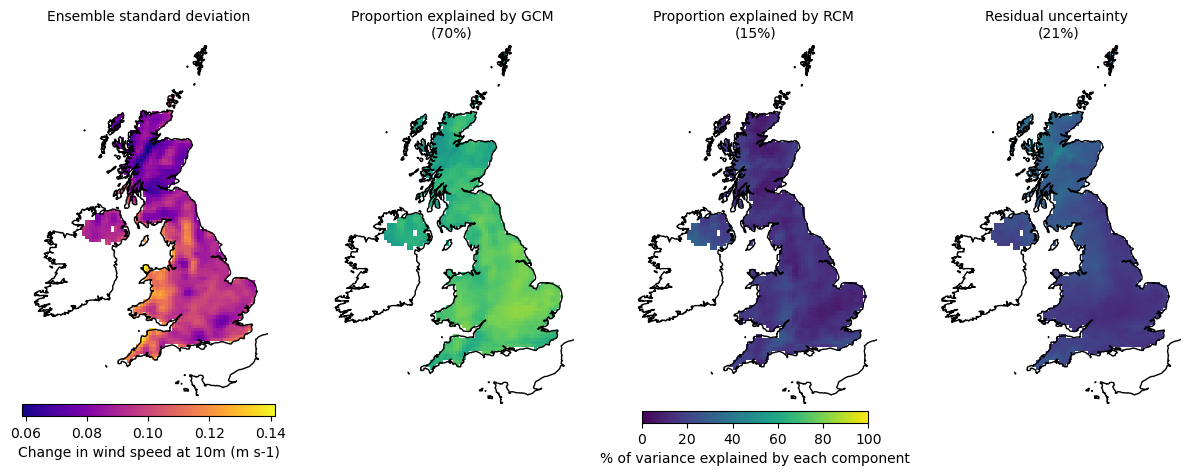 Ensemble standard deviation
Proportion explained by GCM
(70%)
Proportion explained by RCM
(15%)
Residual uncertainty
(21%)
0.06 0.08 0.10 0.12 0.14
Change in wind speed at 10m (m s-1)
0 20 40 60 80 100
% of variance explained by each component